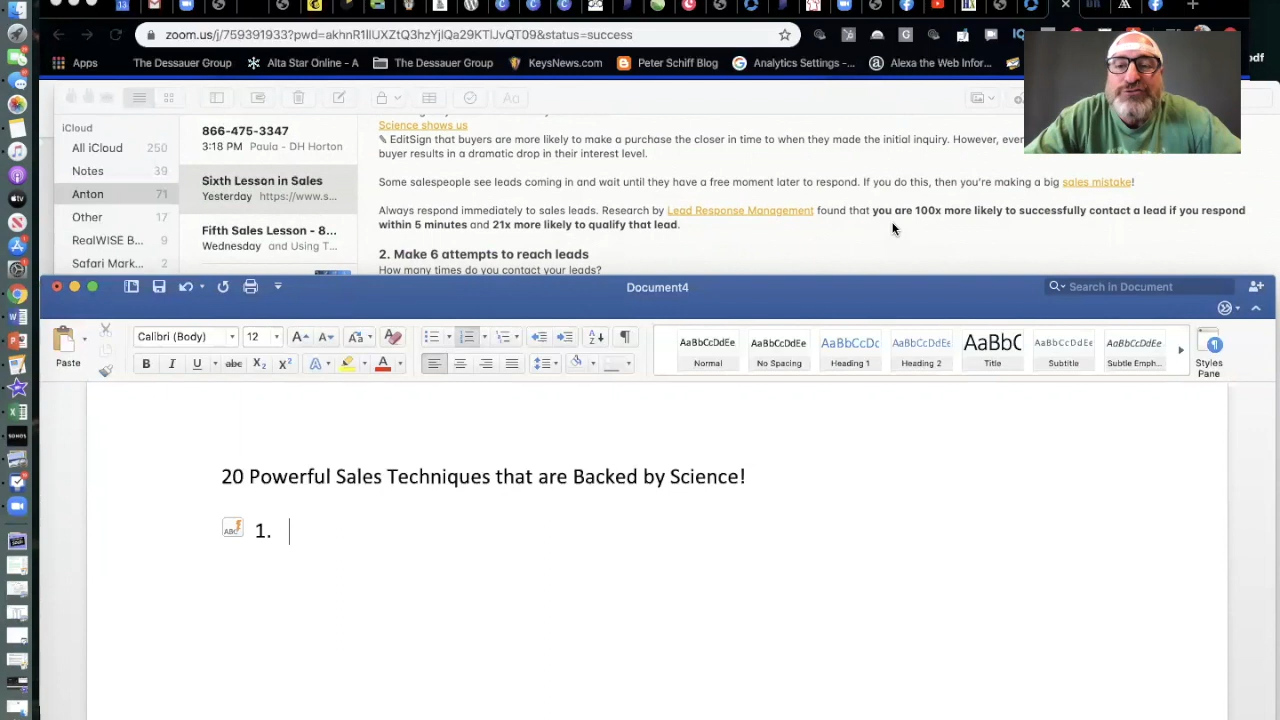 zoom.us/j/759391933?pwd=akhnR1lIUXZtQ3hzYjlQa29KTlJvQT09&status=success
Apps The Dessauer Group Alta Star Online - A The Dessauer Group KeysNews.com Peter Schiff Blog Analytics Settings -... Alexa the Web Infor... pdf
iCloud
All iCloud 250
Notes 39
Anton 71
Other 17
RealWISE B... 9
Safari Mark... 2
866-475-3347
3:18 PM Paula - DH Horton
Sixth Lesson in Sales
Yesterday https://www.s...
Fifth Sales Lesson - 8...
Wednesday and Using T...
Science shows us
% EditSign that buyers are more likely to make a purchase the closer in time to when they made the initial inquiry. However,
buyer results in a dramatic drop in their interest level.
Some salespeople see leads coming in and wait until they have a free moment later to respond. If you do this, then you're making a big sales mistake!
Always respond immediately to sales leads. Research by Lead Response Management found that you are 100x more likely to successfully contact a lead if you respond
within 5 minutes and 21x more likely to qualify that lead.
2. Make 6 attempts to reach leads
How many times do you contact your leads?
Document4
Search in Document
Paste
Calibri (Body) 12
AaBbCcDdEe AaBbCcDdEe AaBbCcDc AaBbCcDdEe AaBbC AaBbCcDdEe AaBbCcDdEe
Normal No Spacing Heading 1 Heading 2 Title Subtitle Subtle Emph...
Styles
Pane
20 Powerful Sales Techniques that are Backed by Science!
1.